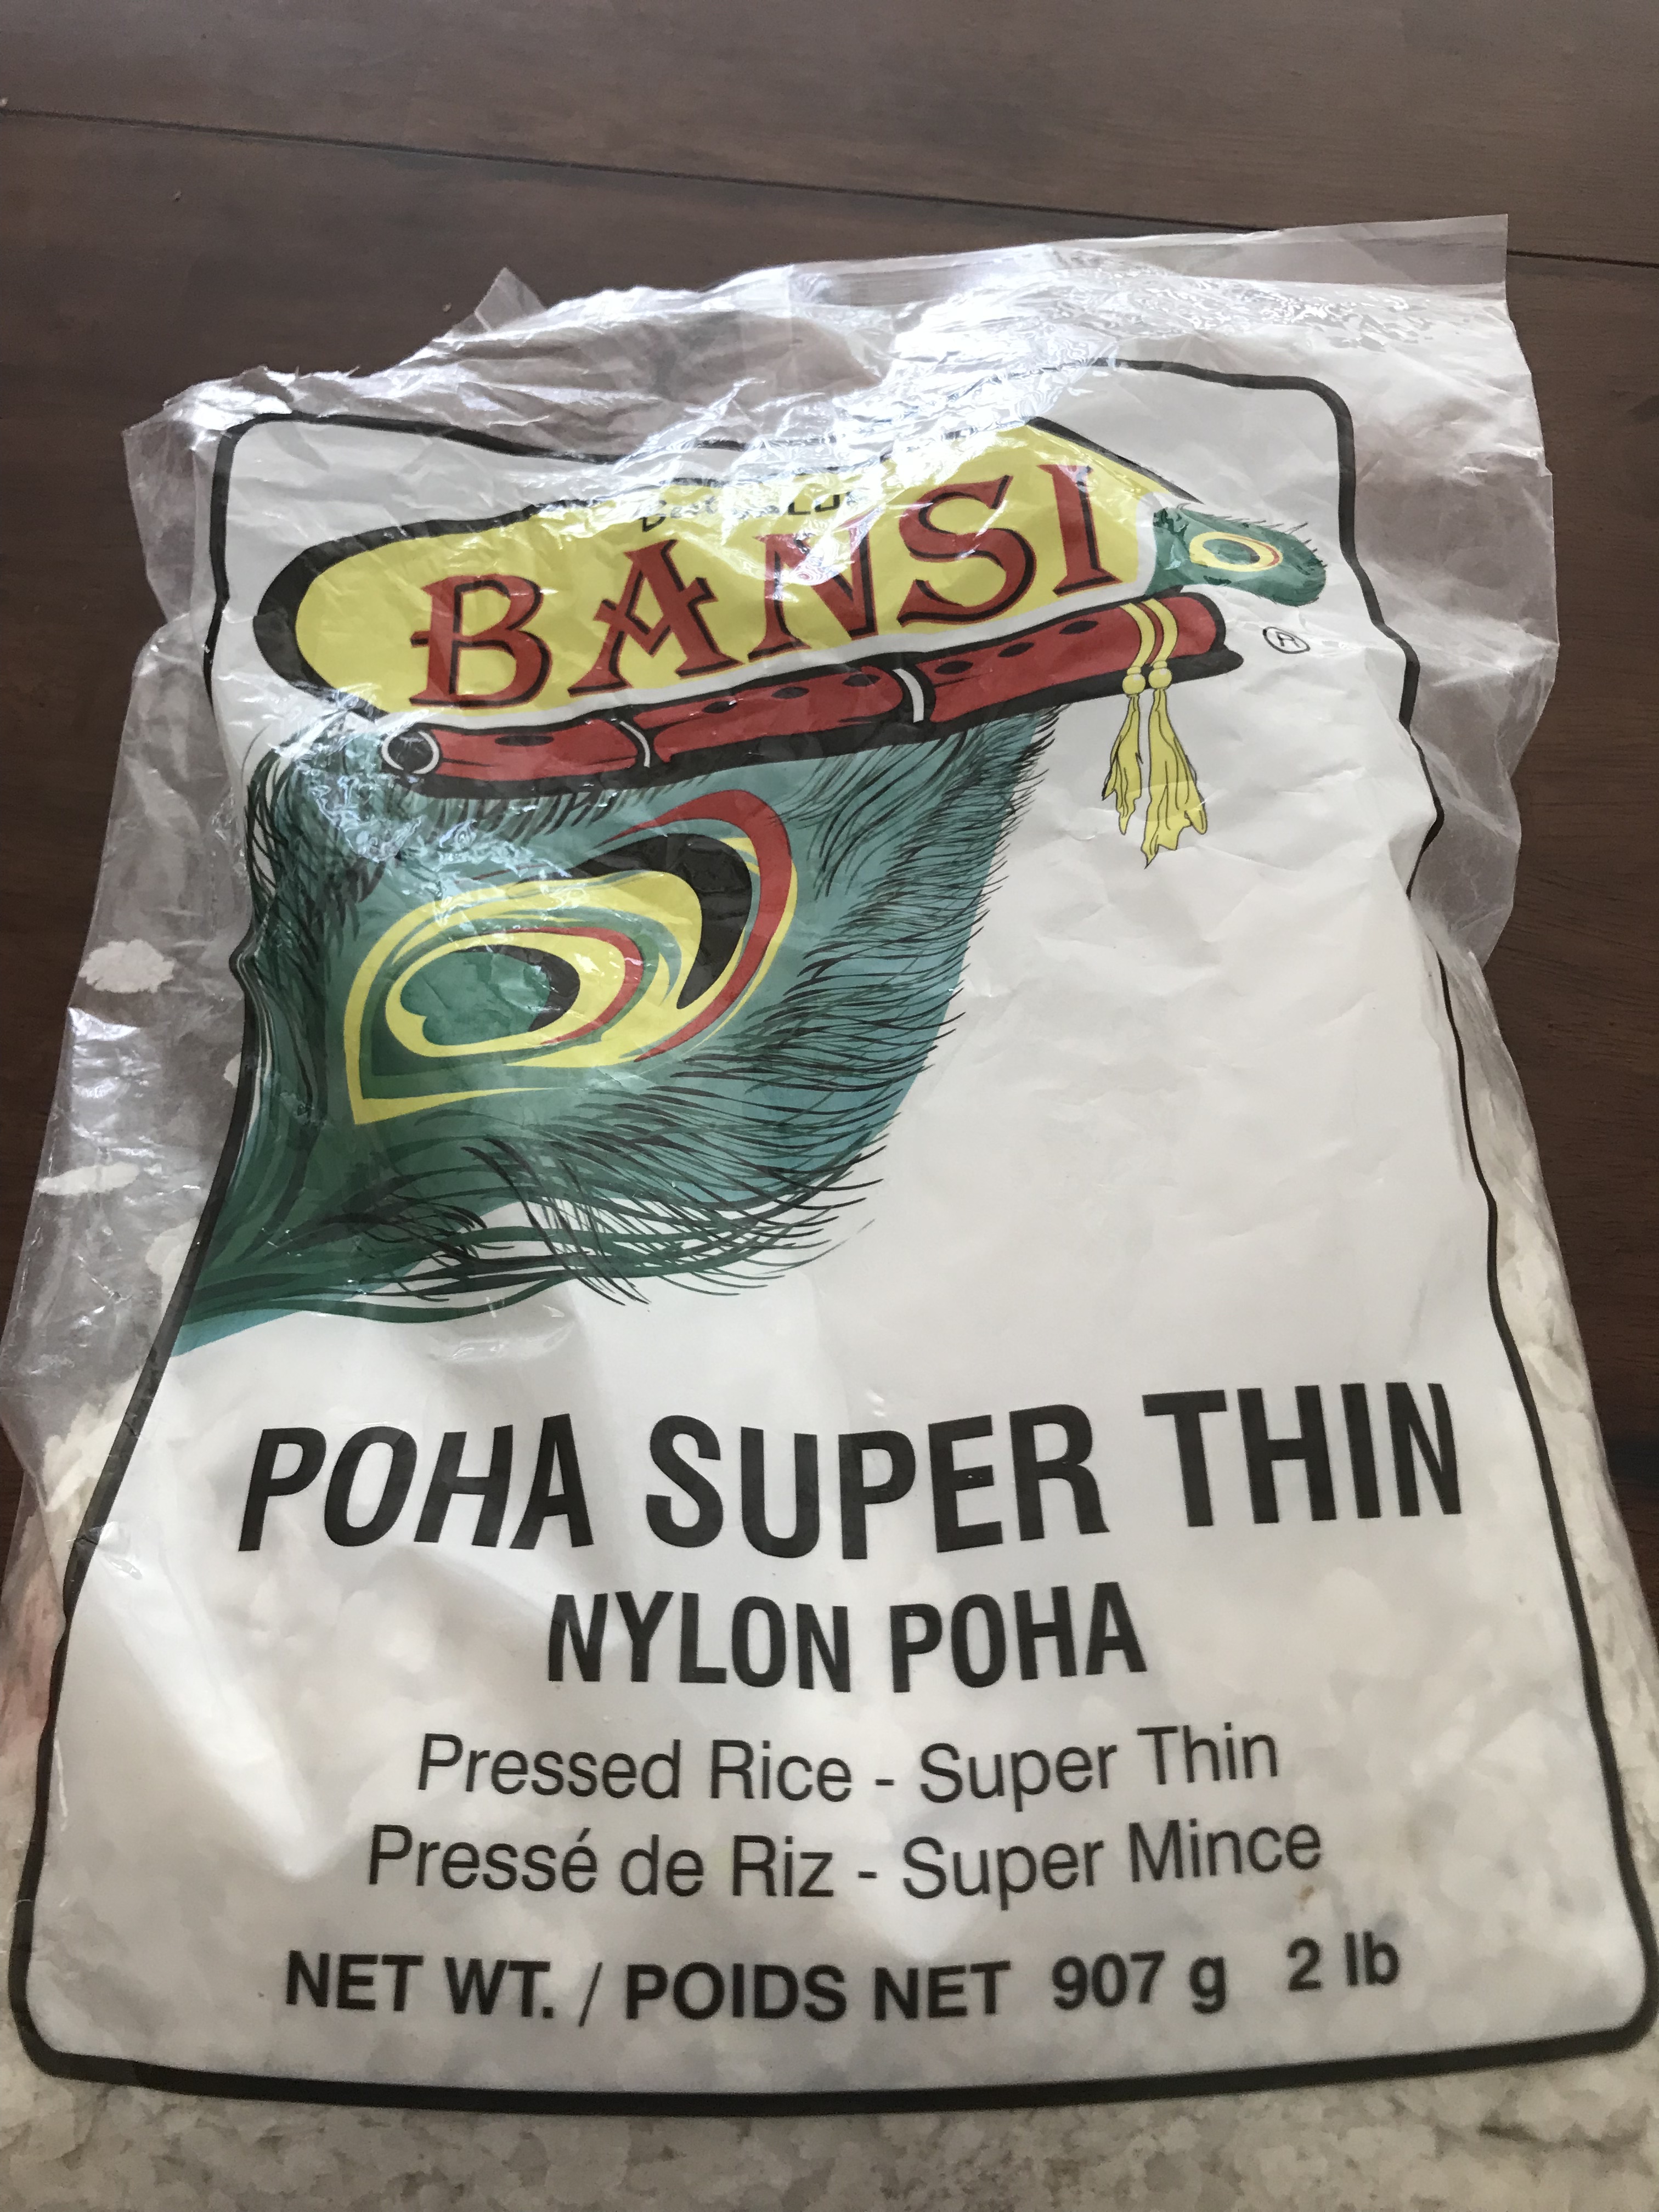 BANSI
®
POHA SUPER THIN
NYLON POHA
Pressed Rice - Super Thin
Pressé de Riz - Super Mince
NET WT. / POIDS NET 907 g 2 lb